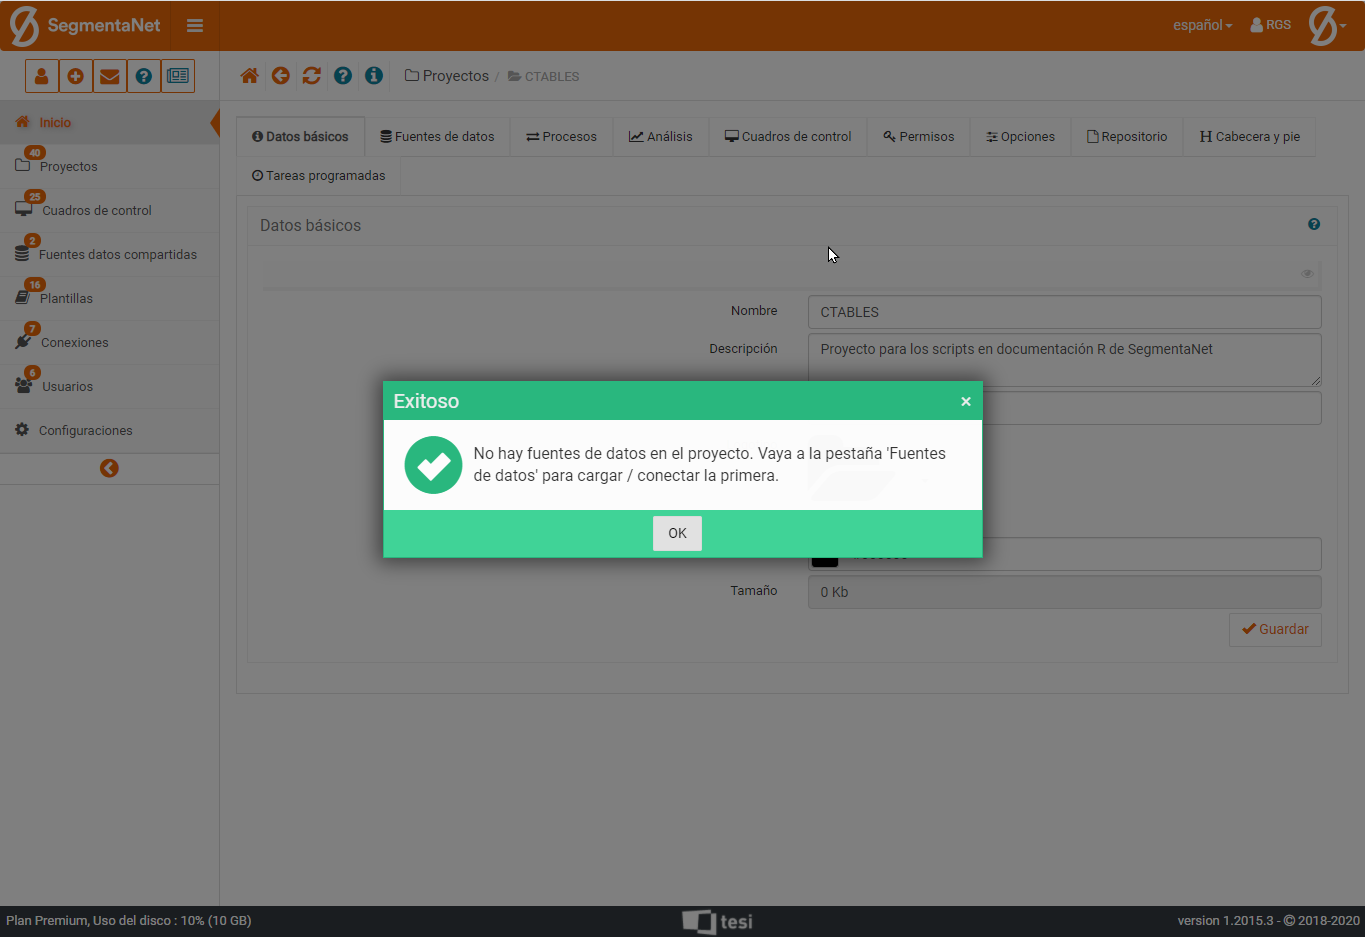 SegmentaNet
español
RGS
Proyectos / CTABLES
Inicio
40
Proyectos
25
Cuadros de control
2
Fuentes datos compartidas
16
Plantillas
7
Conexiones
6
Usuarios
Configuraciones
Datos básicos
Fuentes de datos
Procesos
Análisis
Cuadros de control
Permisos
Opciones
Repositorio
Cabecera y pie
Tareas programadas
Datos básicos
Nombre
CTABLES
Descripción
Proyecto para los scripts en documentación R de SegmentaNet
Exitoso
×
No hay fuentes de datos en el proyecto. Vaya a la pestaña 'Fuentes
de datos' para cargar / conectar la primera.
OK
Tamaño
0 Kb
Guardar
Plan Premium, Uso del disco : 10% (10 GB)
tesi
version 1.2015.3 - © 2018-2020